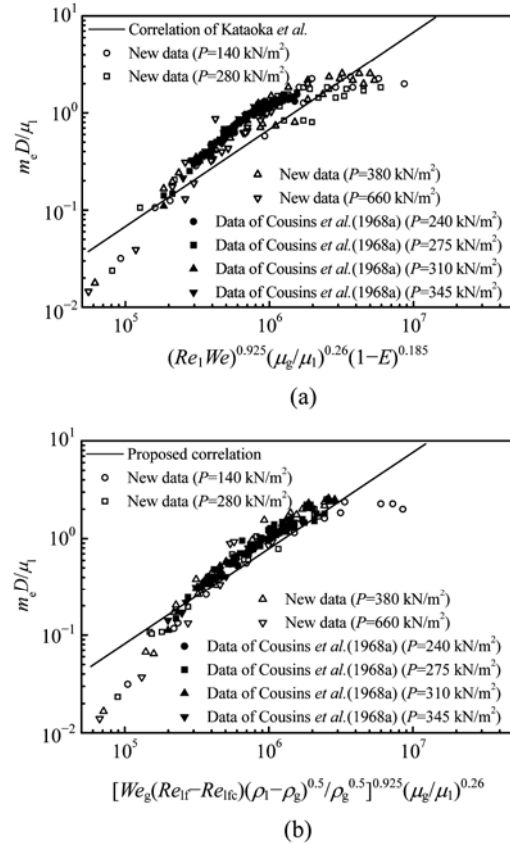 10²
Correlation of Kataoka et al.
New data (P=140 kN/m²)
10¹
New data (P=280 kN/m²)
10⁰
mₑD/μₗ
New data (P=380 kN/m²)
New data (P=660 kN/m²)
10⁻¹
Data of Cousins et al.(1968a) (P=240 kN/m²)
Data of Cousins et al.(1968a) (P=275 kN/m²)
Data of Cousins et al.(1968a) (P=310 kN/m²)
Data of Cousins et al.(1968a) (P=345 kN/m²)
10⁻²
10⁵ 10⁶ 10⁷
(Re₁We)^0.925(μg/μ₁)^0.26(1−E)^0.185
(a)
10¹
Proposed correlation
New data (P=140 kN/m²)
New data (P=280 kN/m²)
10⁰
mₑD/μₗ
New data (P=380 kN/m²)
10⁻¹
New data (P=660 kN/m²)
Data of Cousins et al.(1968a) (P=240 kN/m²)
Data of Cousins et al.(1968a) (P=275 kN/m²)
Data of Cousins et al.(1968a) (P=310 kN/m²)
Data of Cousins et al.(1968a) (P=345 kN/m²)
10⁻²
10⁵ 10⁶ 10⁷
[Weg(Relf−Relfc)(ρ₁−ρg)^0.5/ρg^0.5]^0.925(μg/μ₁)^0.26
(b)